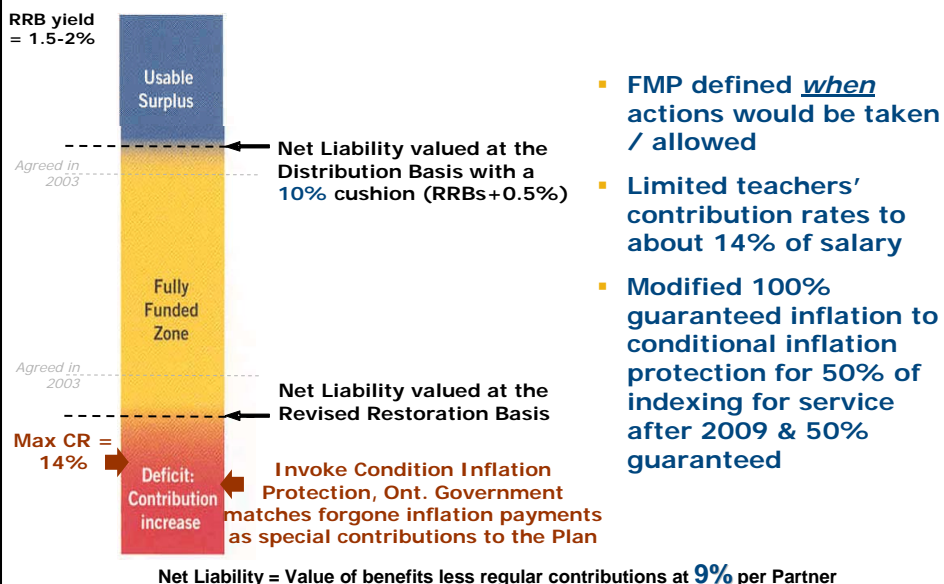 RRB yield
= 1.5-2%
Usable
Surplus
Agreed in
2003
Net Liability valued at the
Distribution Basis with a
10% cushion (RRBs+0.5%)
Fully
Funded
Zone
Agreed in
2003
Net Liability valued at the
Revised Restoration Basis
Max CR =
14%
Deficit:
Contribution
increase
Invoke Condition Inflation
Protection, Ont. Government
matches forgone inflation payments
as special contributions to the Plan
▪ FMP defined when
actions would be taken
/ allowed
▪ Limited teachers’
contribution rates to
about 14% of salary
▪ Modified 100%
guaranteed inflation to
conditional inflation
protection for 50% of
indexing for service
after 2009 & 50%
guaranteed
Net Liability = Value of benefits less regular contributions at 9% per Partner